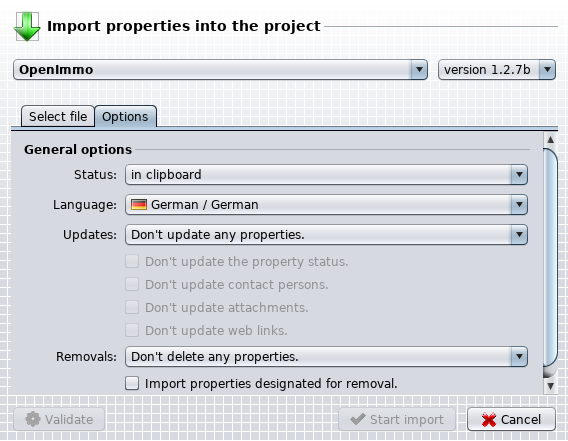 Import properties into the project
OpenImmo
version 1.2.7b
Select file
Options
General options
Status:
in clipboard
Language:
German / German
Updates:
Don't update any properties.
Don't update the property status.
Don't update contact persons.
Don't update attachments.
Don't update web links.
Removals:
Don't delete any properties.
Import properties designated for removal.
Validate
Start import
Cancel